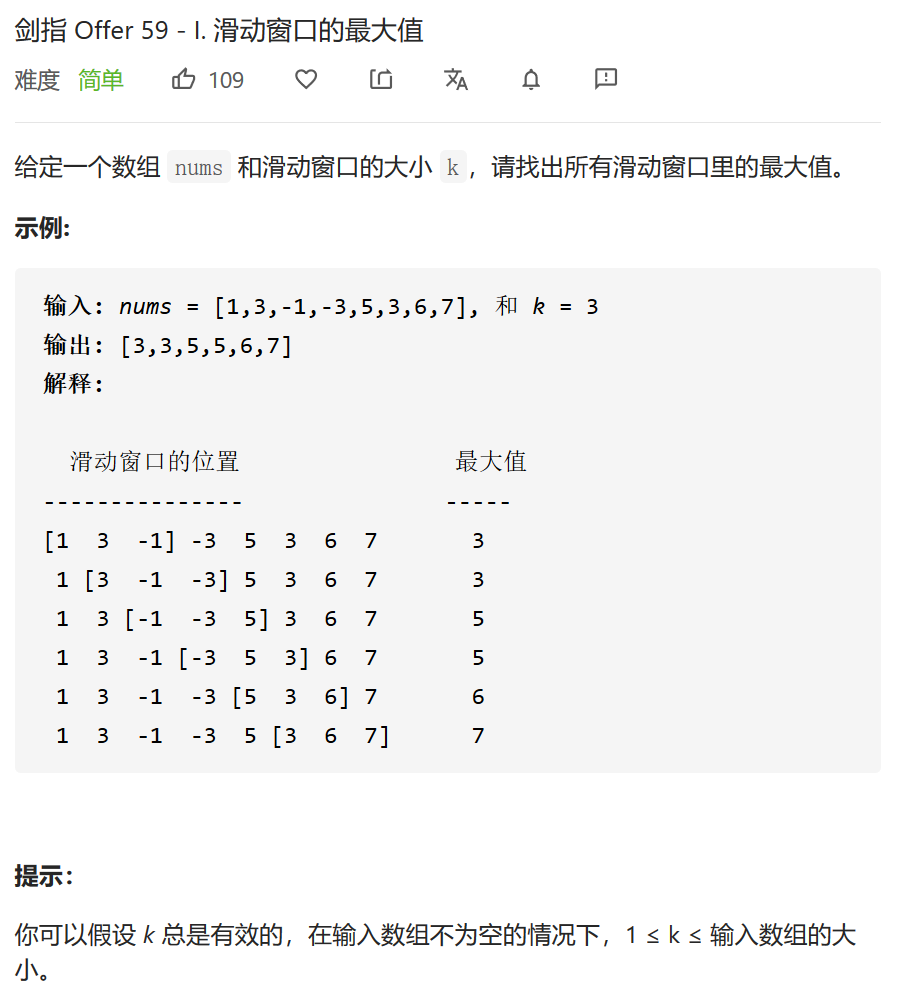 剑指 Offer 59 - I. 滑动窗口的最大值
难度 简单 109
给定一个数组 nums 和滑动窗口的大小 k，请找出所有滑动窗口里的最大值。
示例:
输入: nums = [1,3,-1,-3,5,3,6,7], 和 k = 3
输出: [3,3,5,5,6,7]
解释:
滑动窗口的位置 最大值
--------------- -----
[1 3 -1] -3 5 3 6 7 3
1 [3 -1 -3] 5 3 6 7 3
1 3 [-1 -3 5] 3 6 7 5
1 3 -1 [-3 5 3] 6 7 5
1 3 -1 -3 [5 3 6] 7 6
1 3 -1 -3 5 [3 6 7] 7
提示：
你可以假设 k 总是有效的，在输入数组不为空的情况下，1 ≤ k ≤ 输入数组的大
小。